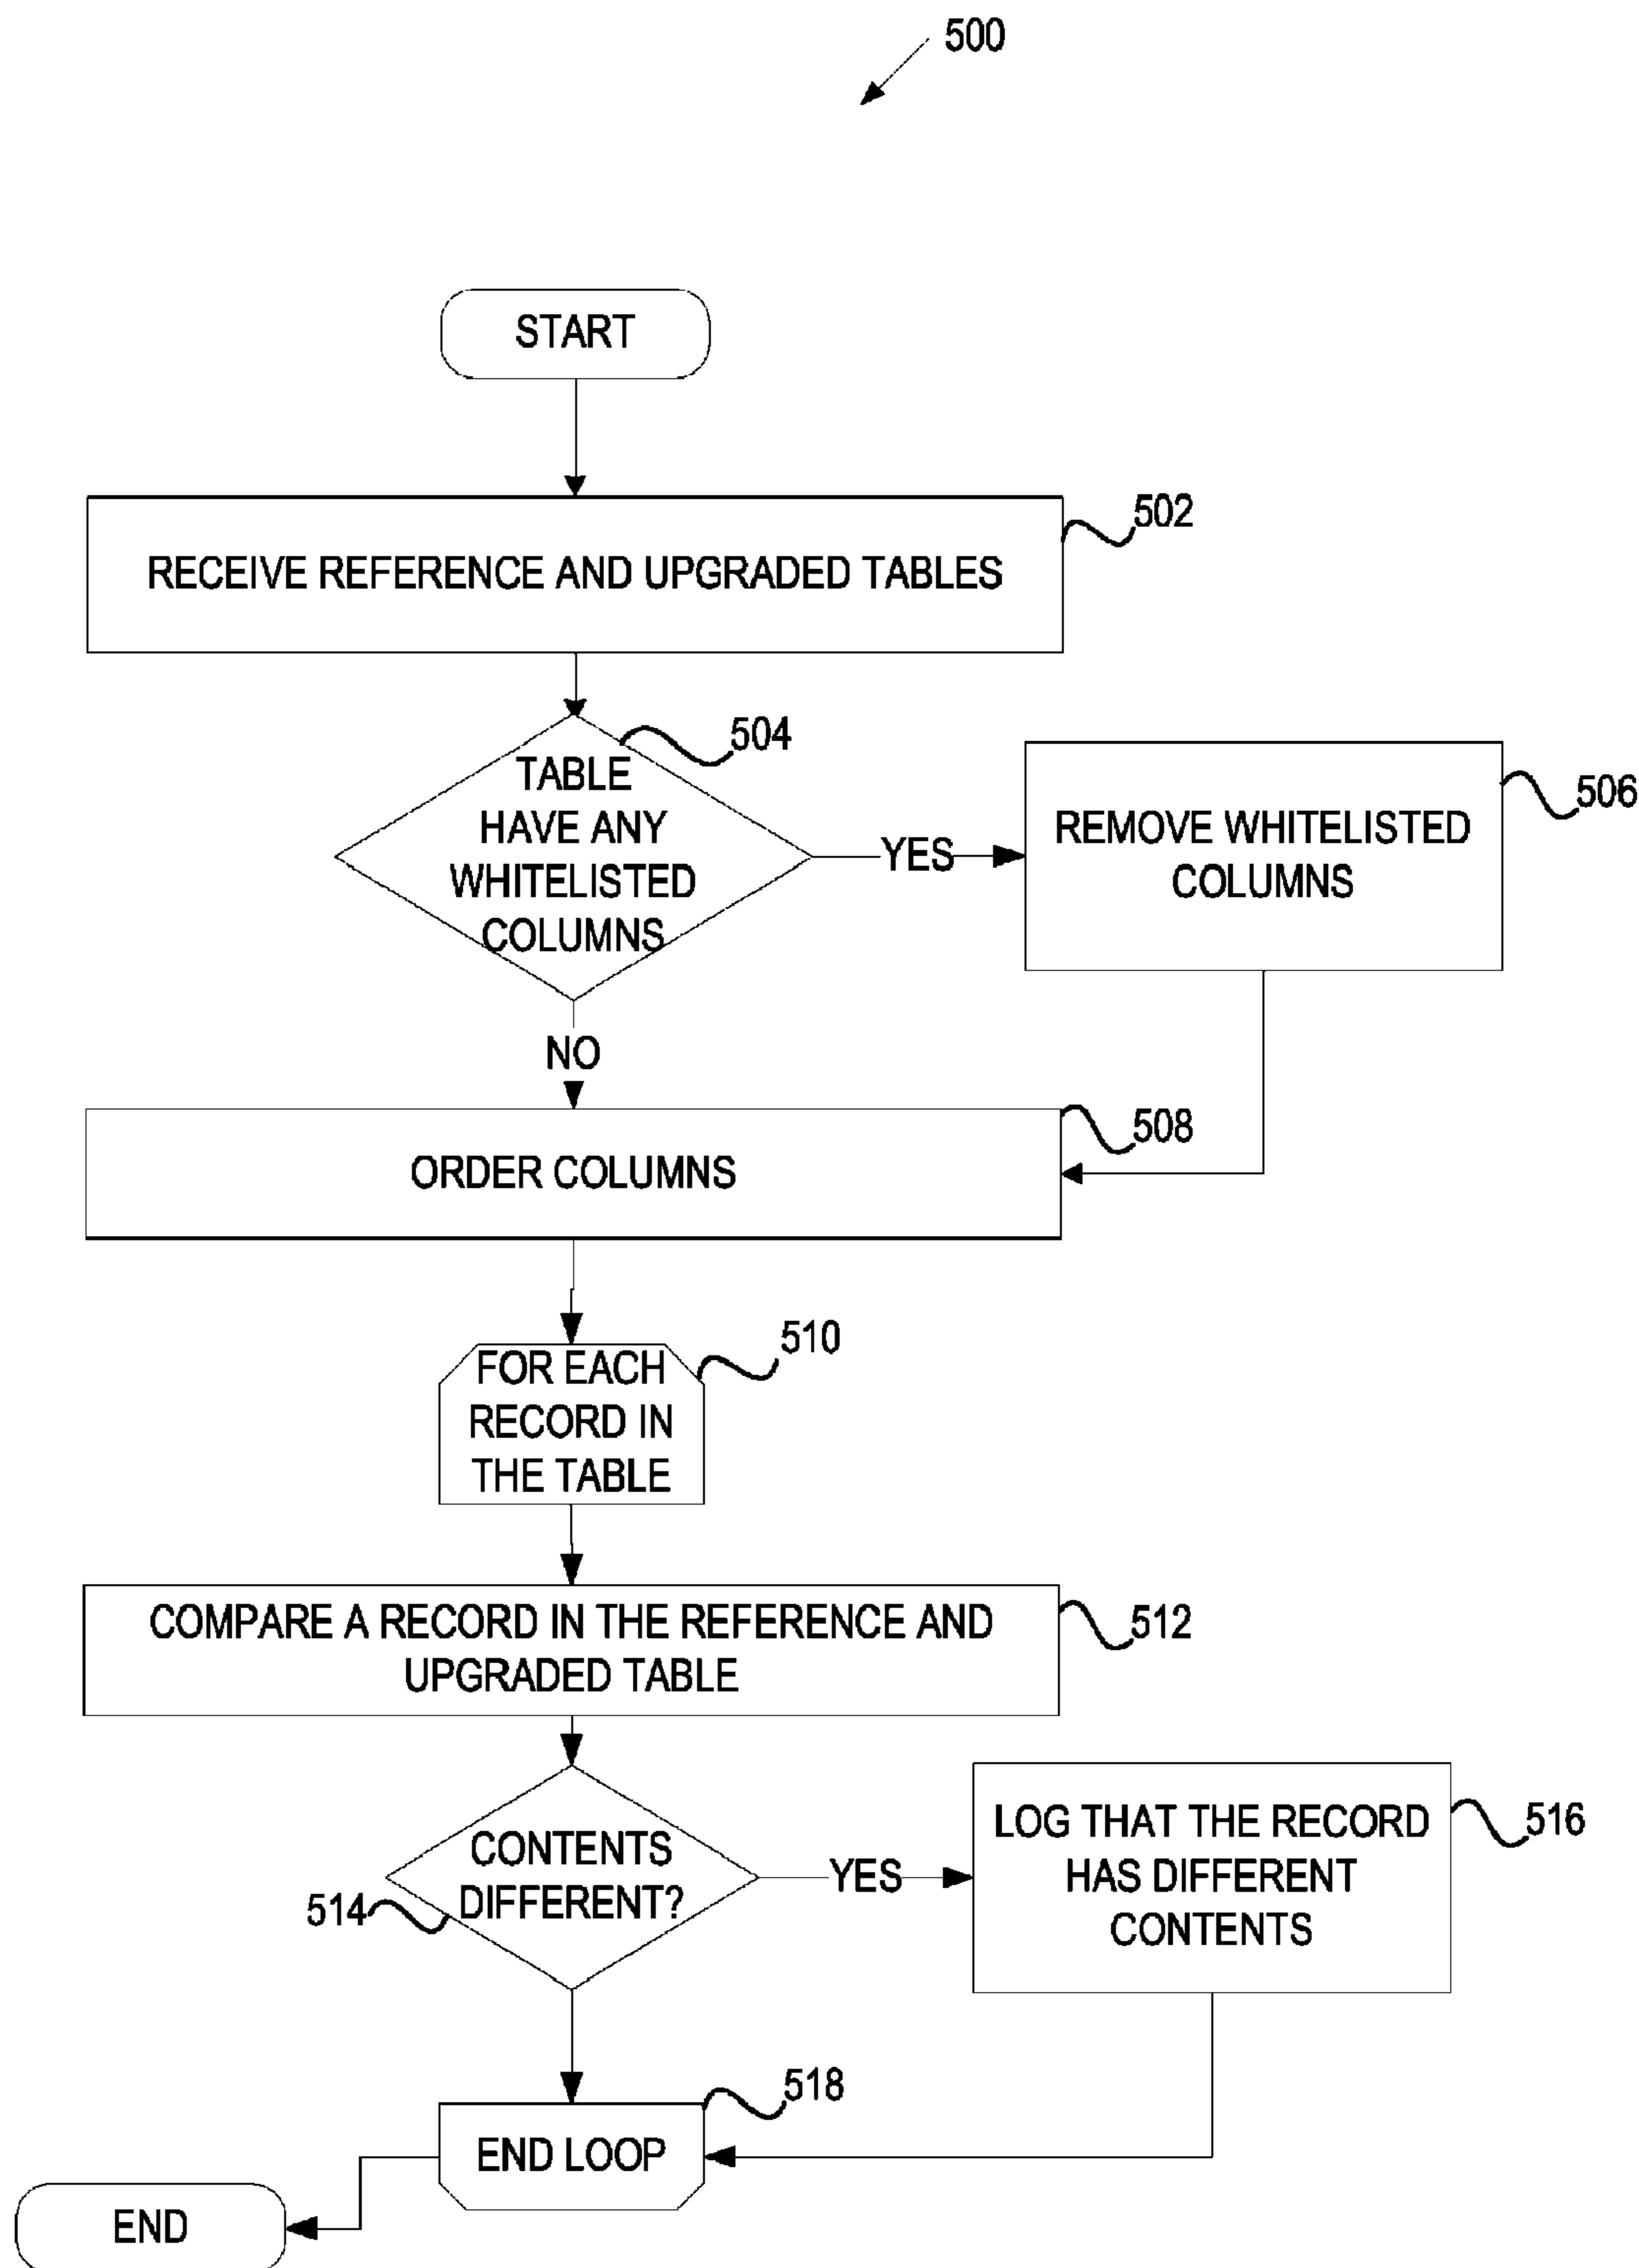 500
START
502
RECEIVE REFERENCE AND UPGRADED TABLES
504
TABLE
HAVE ANY
WHITELISTED
COLUMNS
YES
506
REMOVE WHITELISTED
COLUMNS
NO
508
ORDER COLUMNS
510
FOR EACH
RECORD IN
THE TABLE
512
COMPARE A RECORD IN THE REFERENCE AND
UPGRADED TABLE
514
CONTENTS
DIFFERENT?
YES
516
LOG THAT THE RECORD
HAS DIFFERENT
CONTENTS
518
END LOOP
END